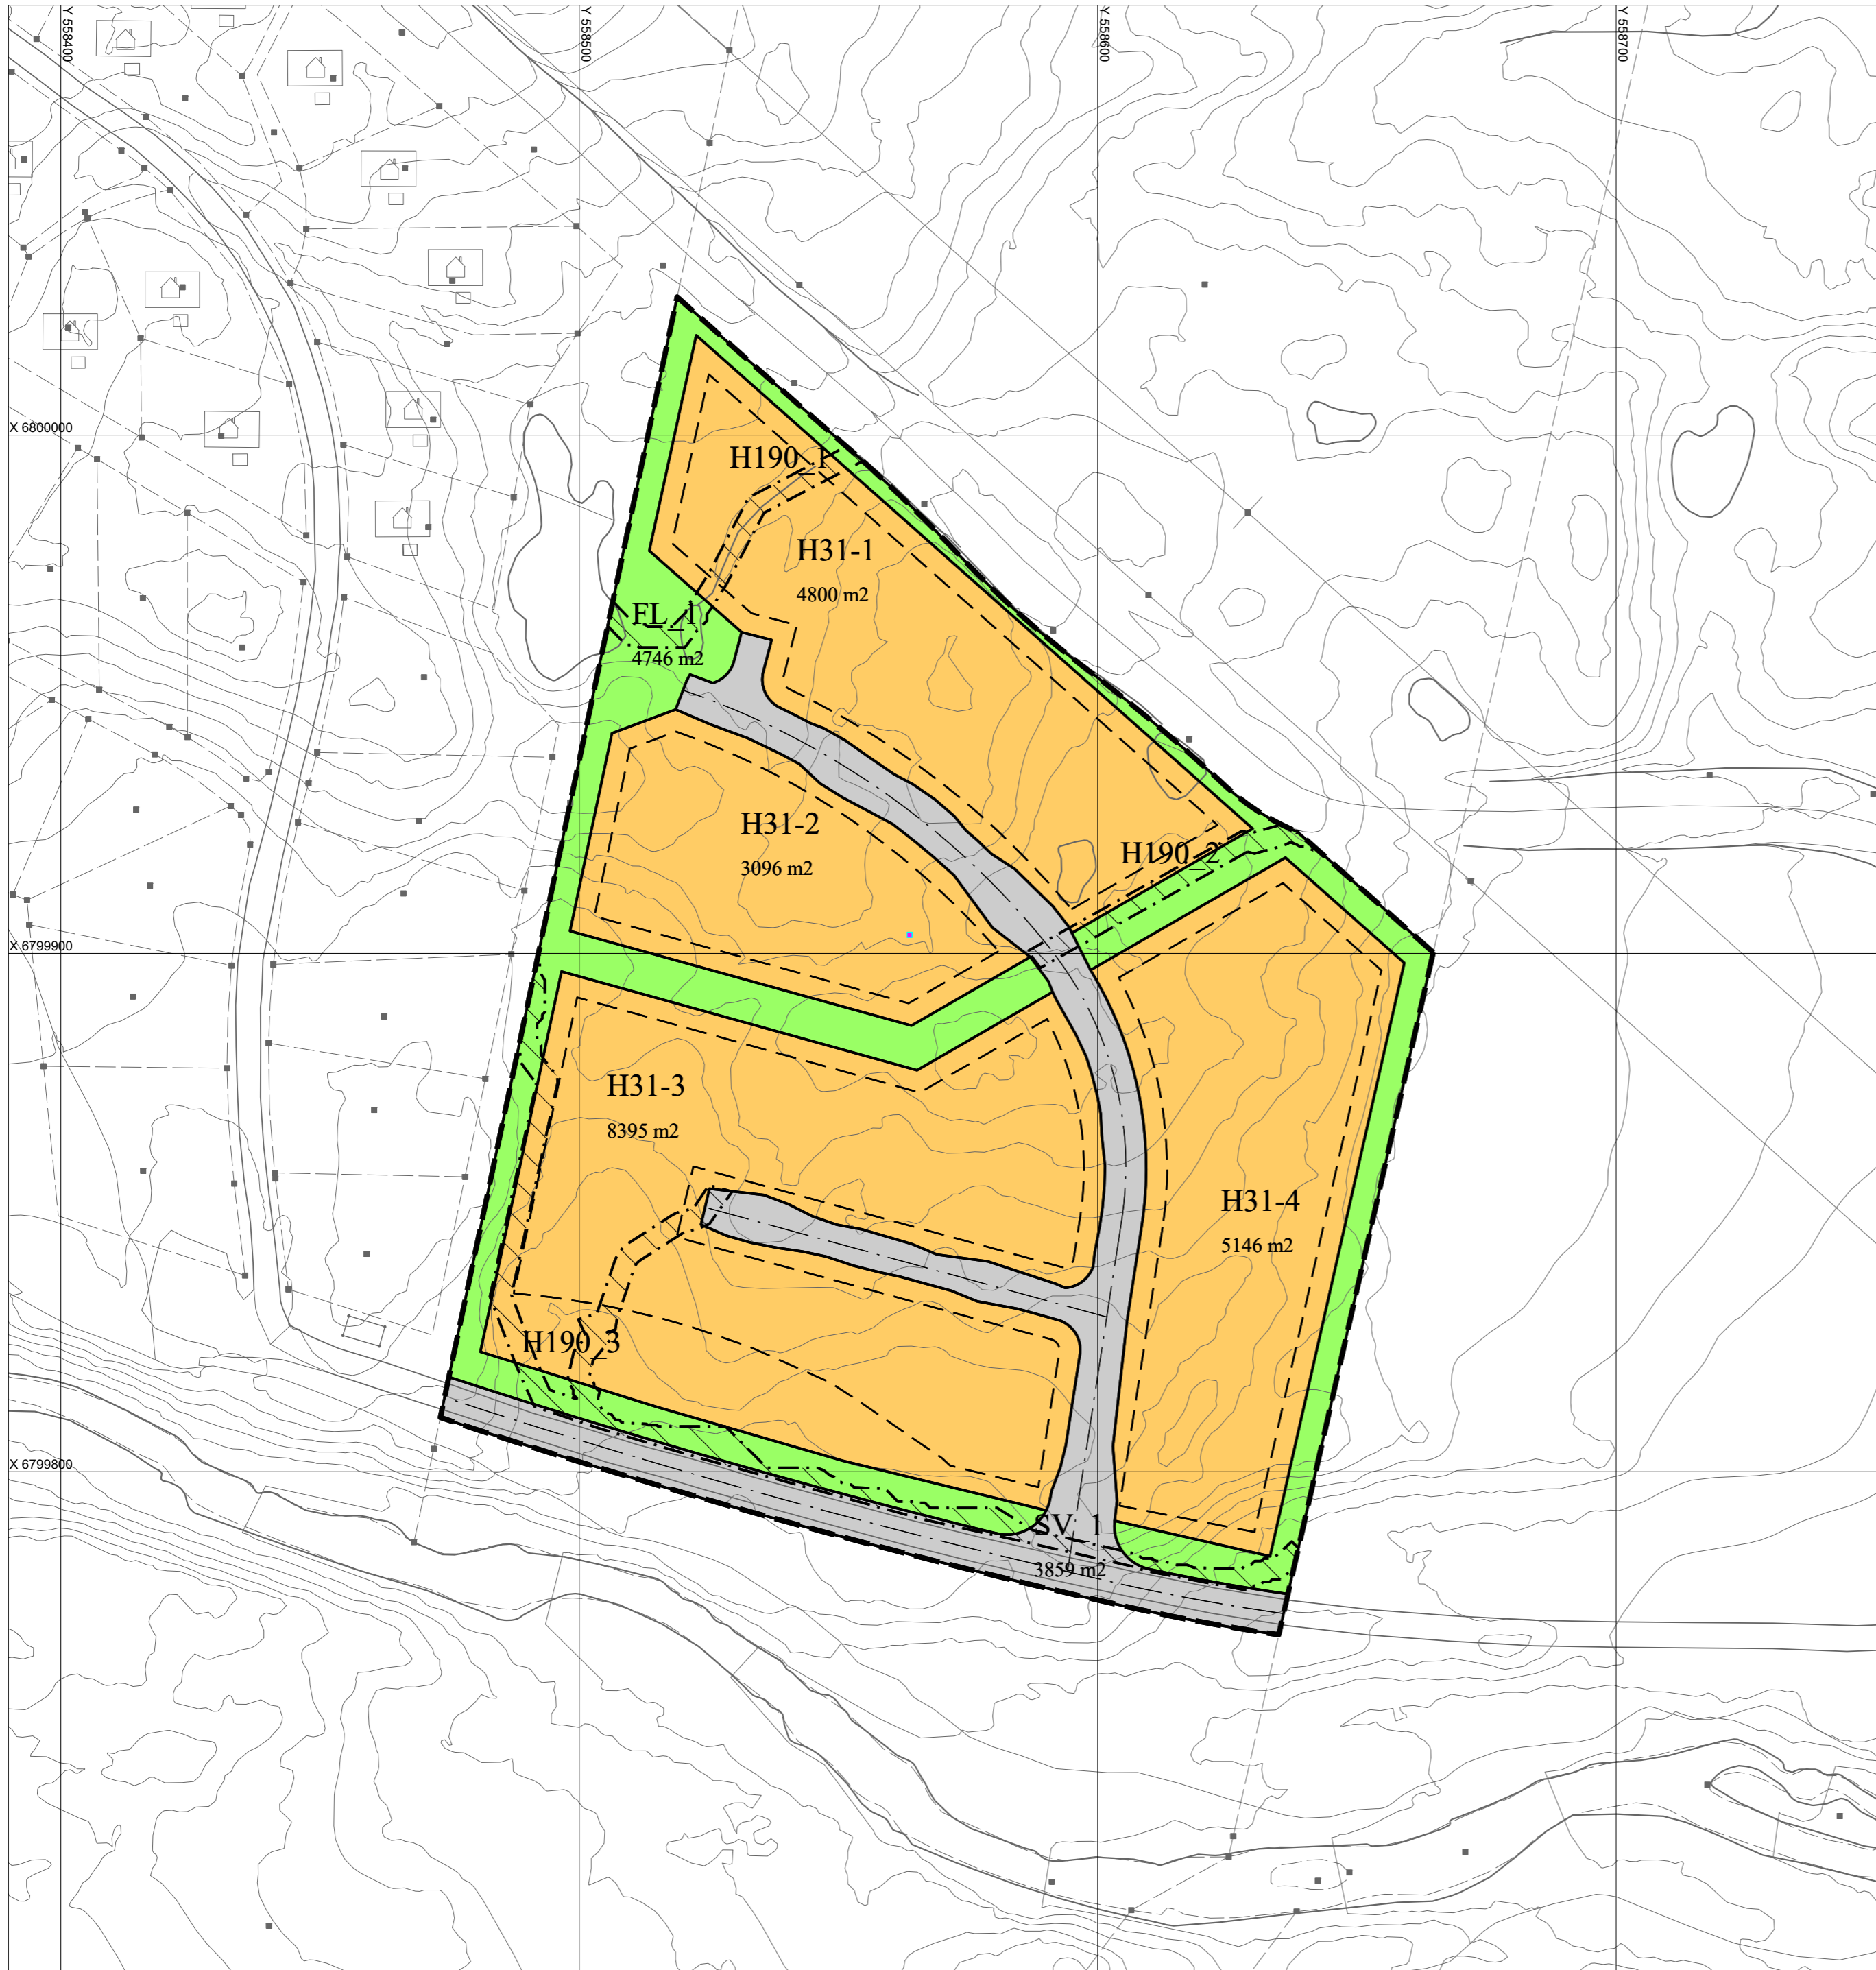 Y 558400
Y 558500
Y 558600
Y 558700
X 6800000
H190_1
H31-1
4800 m2
FL_1
4746 m2
H31-2
3096 m2
H190_2
X 6799900
H31-3
8395 m2
H31-4
5146 m2
H190_3
X 6799800
SV_1
3859 m2